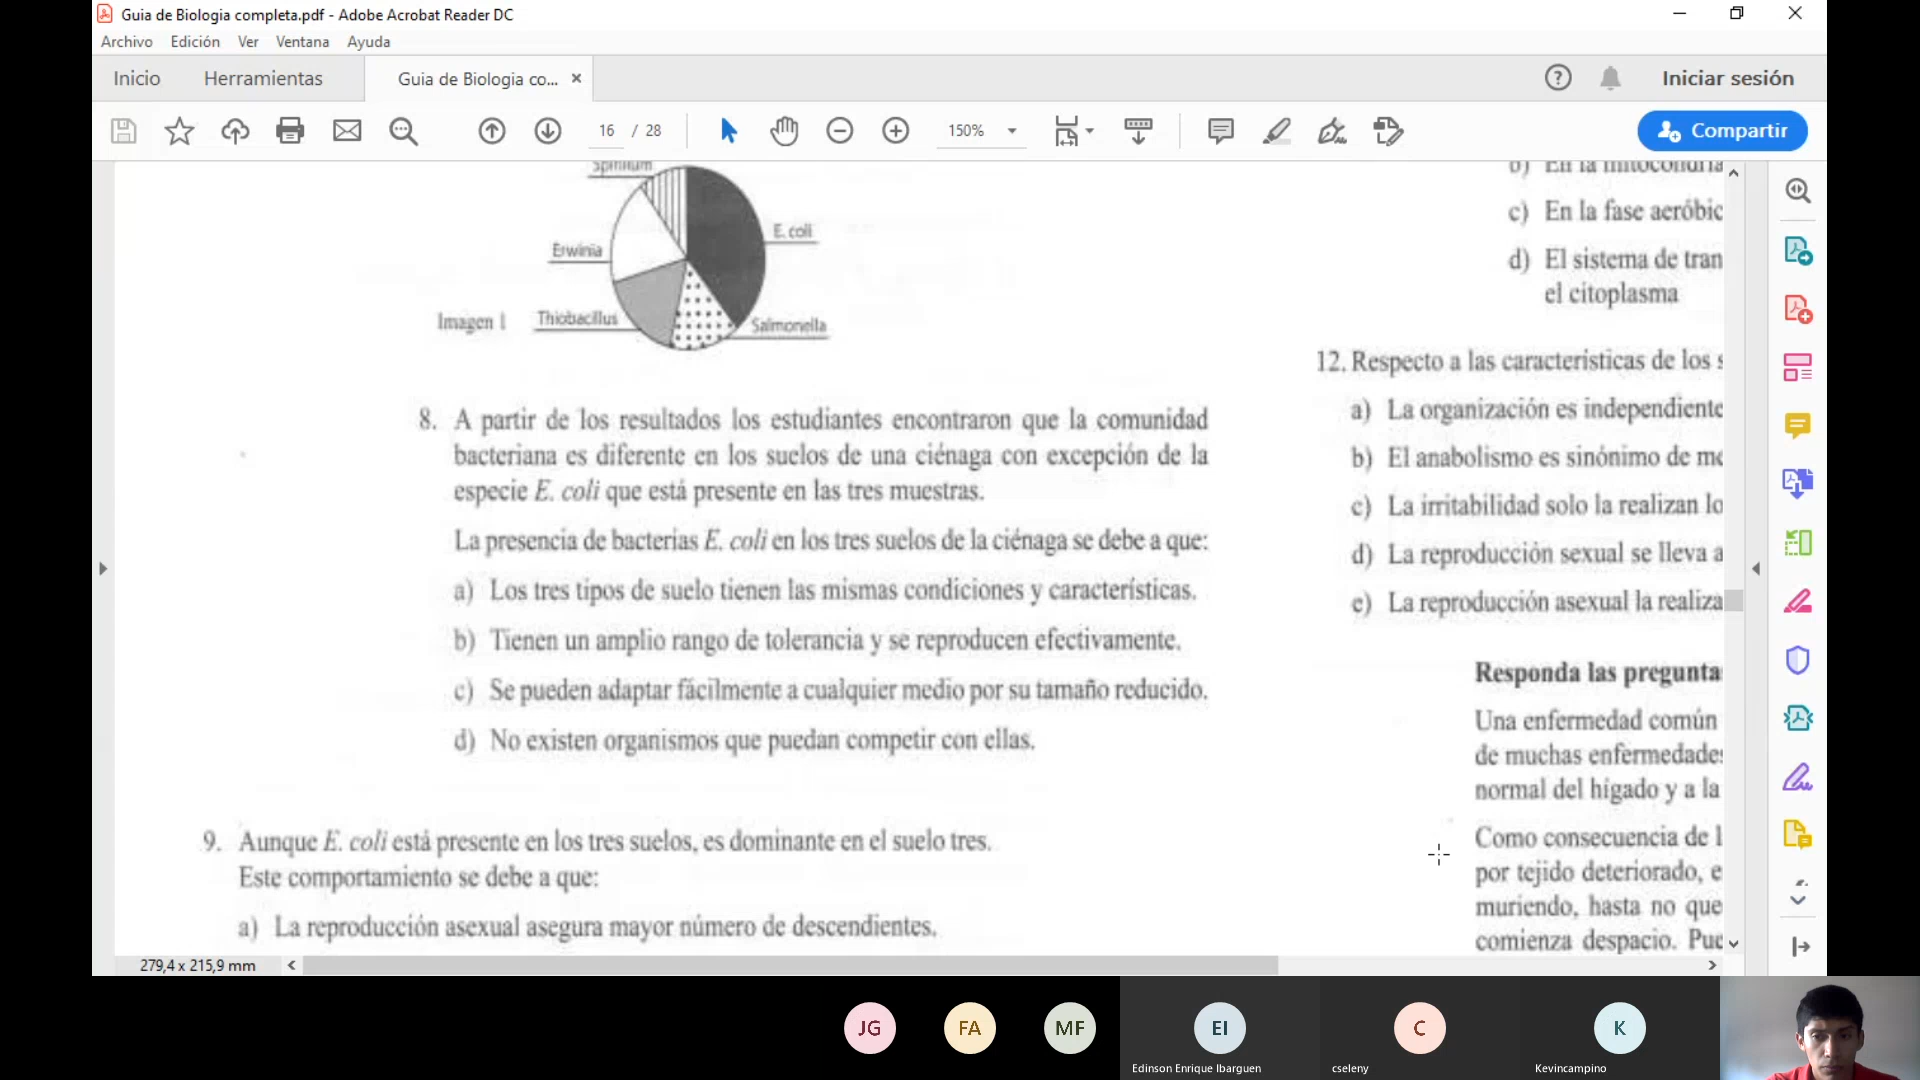 Guia de Biologia completa.pdf - Adobe Acrobat Reader DC
Archivo Edición Ver Ventana Ayuda
Inicio Herramientas Guia de Biologia co... × Iniciar sesión
16 / 28 150% Compartir
Spirillum
E. coli
Erwinia
Imagen 1 Thiobacillus Salmonella
8. A partir de los resultados los estudiantes encontraron que la comunidad
bacteriana es diferente en los suelos de una ciénaga con excepción de la
especie E. coli que está presente en las tres muestras.
La presencia de bacterias E. coli en los tres suelos de la ciénaga se debe a que:
a) Los tres tipos de suelo tienen las mismas condiciones y características.
b) Tienen un amplio rango de tolerancia y se reproducen efectivamente.
c) Se pueden adaptar fácilmente a cualquier medio por su tamaño reducido.
d) No existen organismos que puedan competir con ellas.
9. Aunque E. coli está presente en los tres suelos, es dominante en el suelo tres.
Este comportamiento se debe a que:
a) La reproducción asexual asegura mayor número de descendientes.
b) En la mitocondria
c) En la fase aeróbic
d) El sistema de tran
el citoplasma
12. Respecto a las características de los s
a) La organización es independiente
b) El anabolismo es sinónimo de me
c) La irritabilidad solo la realizan lo
d) La reproducción sexual se lleva a
e) La reproducción asexual la realiza
Responda las pregunta
Una enfermedad común
de muchas enfermedades
normal del hígado y a la
Como consecuencia de l
por tejido deteriorado, e
muriendo, hasta no que
comienza despacio. Pue
279,4 x 215,9 mm
JG FA MF EI C K
Edinson Enrique Ibarguen cseleny Kevincampino